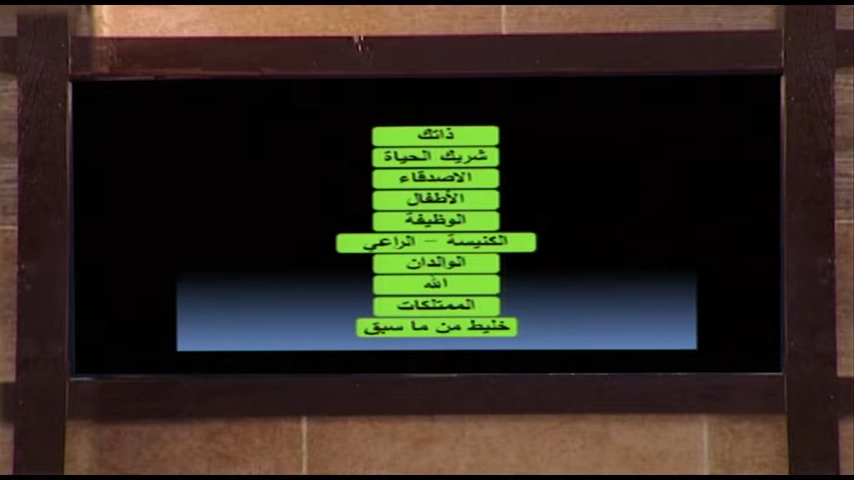 ذاتك
شريك الحياة
الاصدقاء
الأطفال
الوظيفة
الكنيسة – الراعي
الوالدان
الله
الممتلكات
خليط من ما سبق